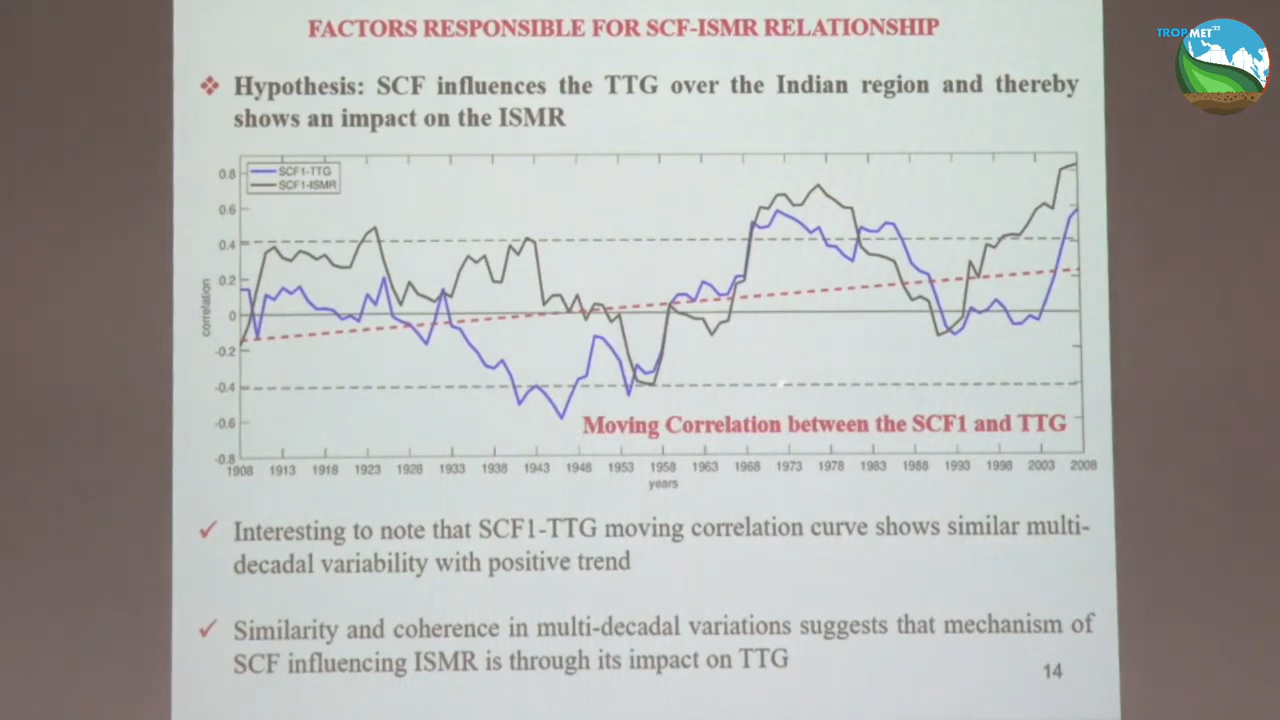 FACTORS RESPONSIBLE FOR SCF-ISMR RELATIONSHIP
TROPMET'22
❖ Hypothesis: SCF influences the TTG over the Indian region and thereby
shows an impact on the ISMR
SCF1-TTG
SCF1-ISMR
0.8
0.6
0.4
0.2
0
-0.2
-0.4
-0.6
-0.8
correlation
Moving Correlation between the SCF1 and TTG
1908 1913 1918 1923 1928 1933 1938 1943 1948 1953 1958 1963 1968 1973 1978 1983 1988 1993 1998 2003 2008
years
✓ Interesting to note that SCF1-TTG moving correlation curve shows similar multi-
decadal variability with positive trend
✓ Similarity and coherence in multi-decadal variations suggests that mechanism of
SCF influencing ISMR is through its impact on TTG
14